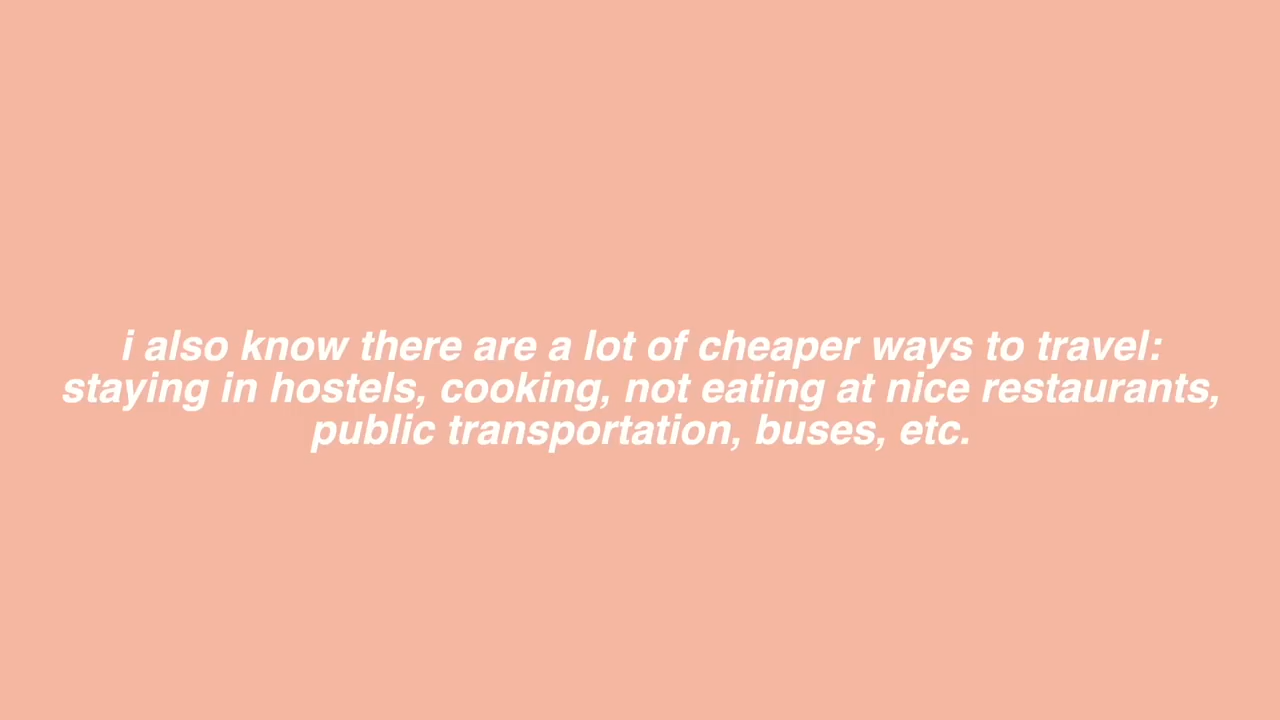 i also know there are a lot of cheaper ways to travel:
staying in hostels, cooking, not eating at nice restaurants,
public transportation, buses, etc.